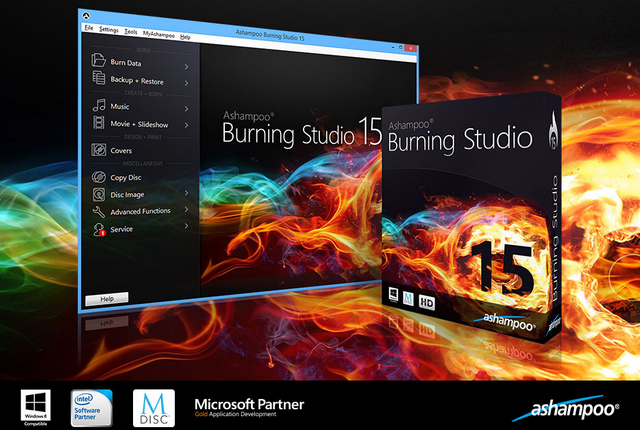 Ashampoo Burning Studio 15
File Settings Tools MyAshampoo Help
BURN
Burn Data
Backup + Restore
CREATE + BURN
Music
Movie + Slideshow
DESIGN + PRINT
Covers
MISCELLANEOUS
Copy Disc
Disc Image
Advanced Functions
Service
Help
Ashampoo®
Burning Studio 15
Ashampoo®
Burning Studio
15
HD
ashampoo®
Burning Studio
15
Windows 8
Compatible
intel
Software
Partner
M
DISC™
Microsoft Partner
Gold Application Development
ashampoo®